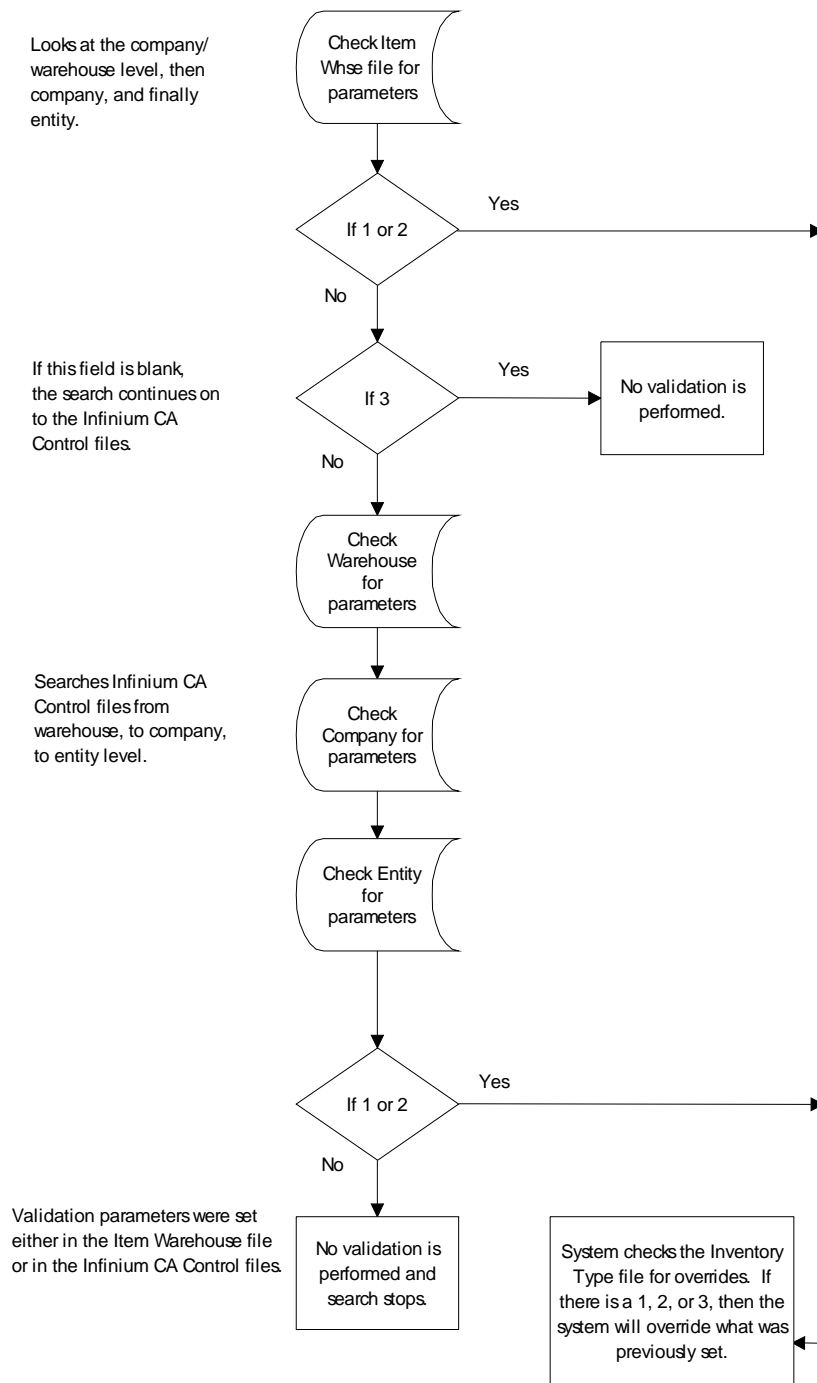 Looks at the company/
warehouse level, then
company, and finally
entity.
Check Item
Whse file for
parameters
If 1 or 2
Yes
No
If this field is blank,
the search continues on
to the Infinium CA
Control files.
If 3
Yes
No validation is
performed.
No
Check
Warehouse
for
parameters
Searches Infinium CA
Control files from
warehouse, to company,
to entity level.
Check
Company for
parameters
Check Entity
for
parameters
If 1 or 2
Yes
No
Validation parameters were set
either in the Item Warehouse file
or in the Infinium CA Control files.
No validation is
performed and
search stops.
System checks the Inventory
Type file for overrides. If
there is a 1, 2, or 3, then the
system will override what was
previously set.